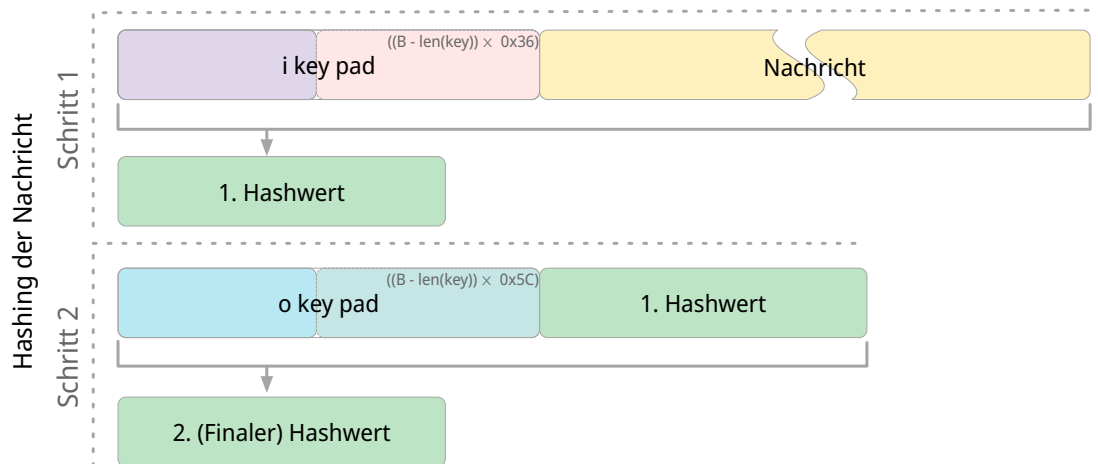 Hashing der Nachricht
Schritt 1
((B - len(key)) × 0x36)
i key pad
Nachricht
1. Hashwert
Schritt 2
((B - len(key)) × 0x5C)
o key pad
1. Hashwert
2. (Finaler) Hashwert